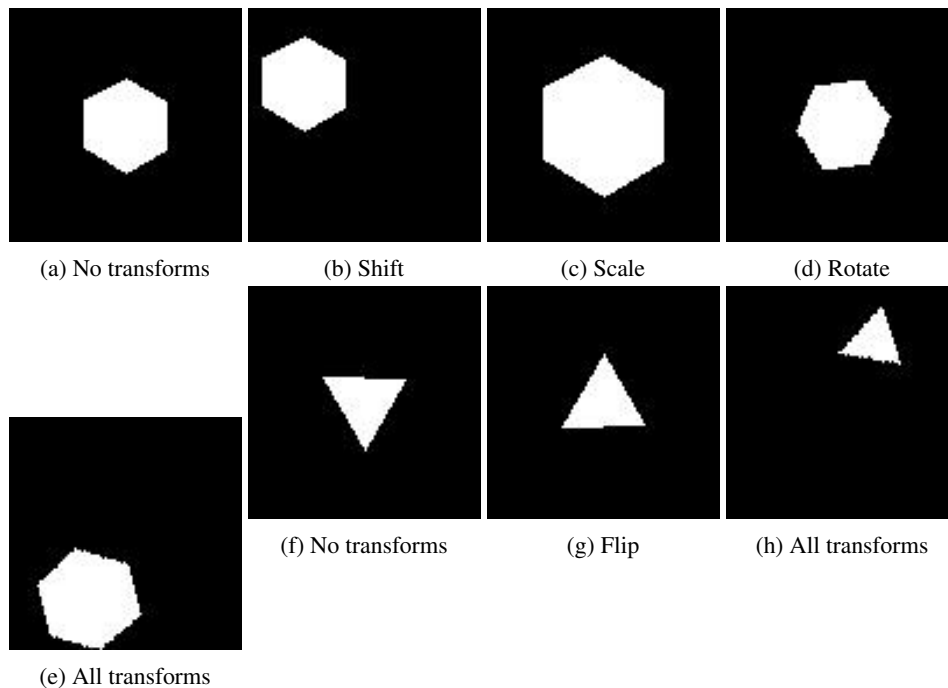 (a) No transforms
(b) Shift
(c) Scale
(d) Rotate
(f) No transforms
(g) Flip
(h) All transforms
(e) All transforms